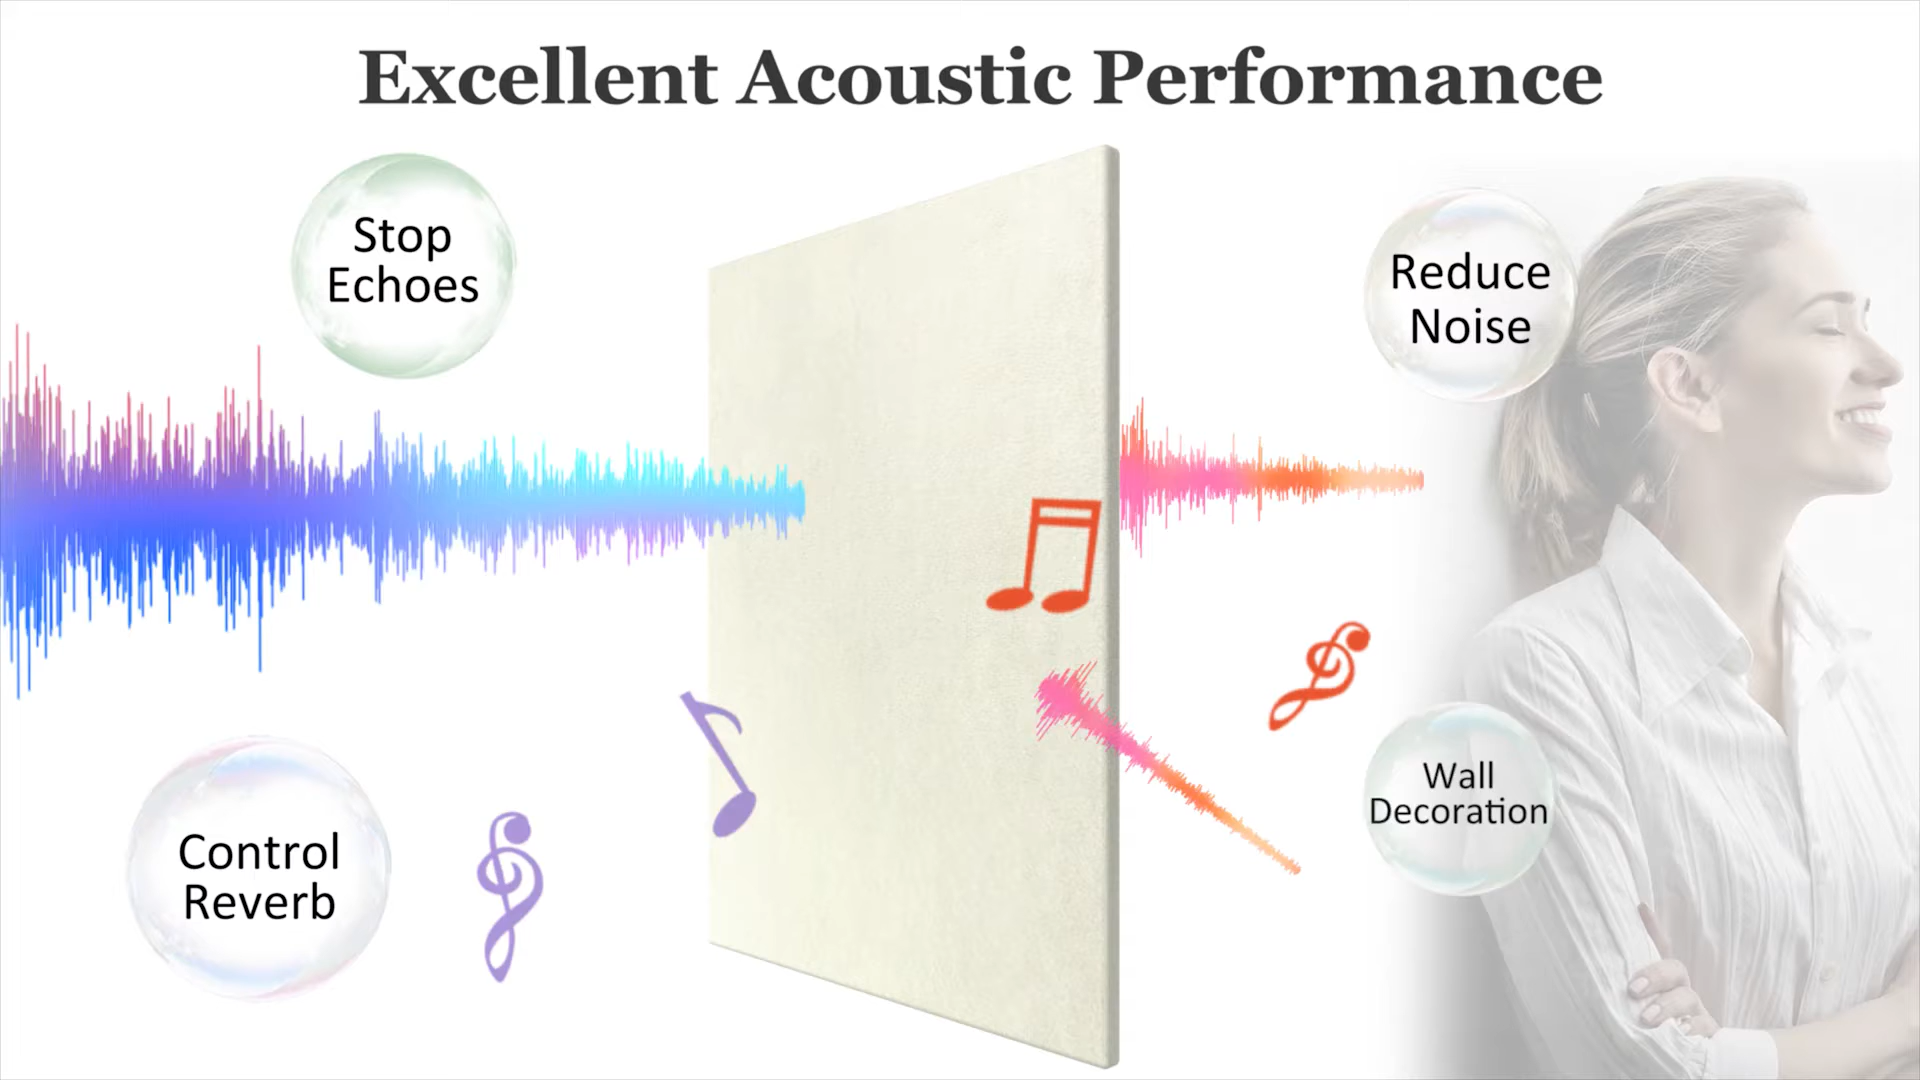 Excellent Acoustic Performance
Stop
Echoes
Reduce
Noise
Wall
Decoration
Control
Reverb